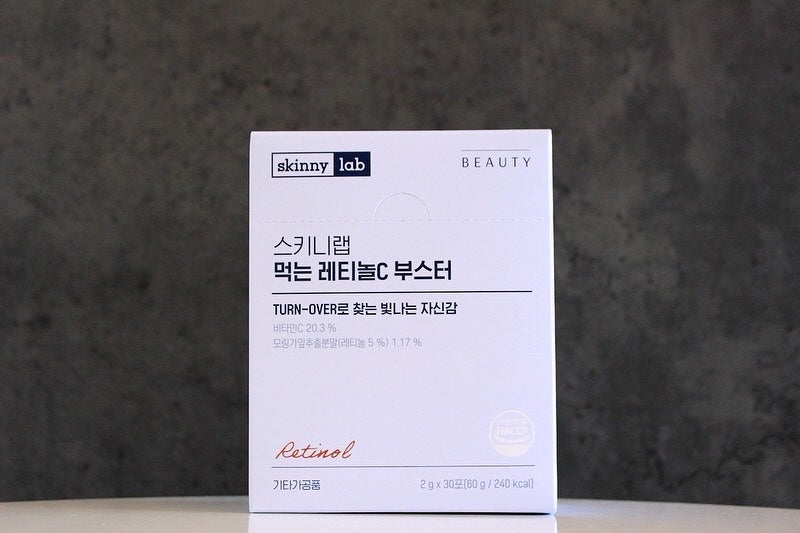 skinny lab
BEAUTY
스키니랩
먹는 레티놀C 부스터
TURN-OVER로 찾는 빛나는 자신감
비타민C 20.3 %
모링가잎추출분말(레티놀 5 %) 1.17 %
HACCP
Retinol
기타가공품
2 g x 30포(60 g / 240 kcal)